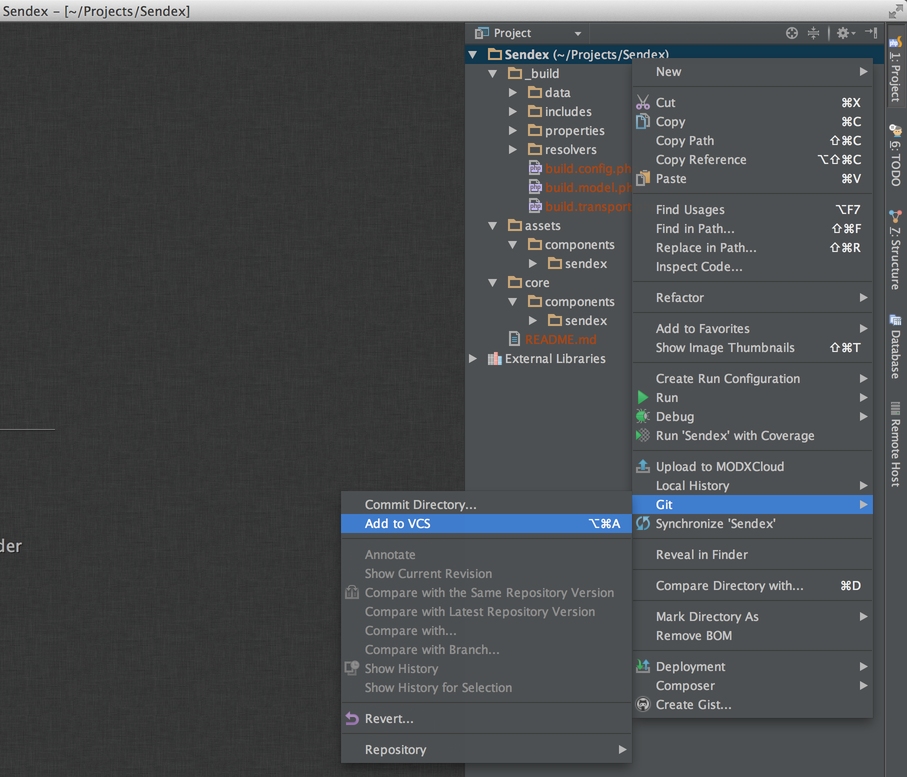 Sendex – [~/Projects/Sendex]
Project
Sendex (~/Projects/Sendex)
_build
data
includes
properties
resolvers
build.config.ph
build.model.ph
build.transport
assets
components
sendex
core
components
sendex
README.md
External Libraries
New
Cut ⌘X
Copy ⌘C
Copy Path ⇧⌘C
Copy Reference ⌥⇧⌘C
Paste ⌘V
Find Usages ⌥F7
Find in Path... ⇧⌘F
Replace in Path... ⇧⌘R
Inspect Code...
Refactor
Add to Favorites
Show Image Thumbnails ⇧⌘T
Create Run Configuration
Run
Debug
Run 'Sendex' with Coverage
Upload to MODXCloud
Local History
Git
Synchronize 'Sendex'
Reveal in Finder
Compare Directory with... ⌘D
Mark Directory As
Remove BOM
Deployment
Composer
Create Gist...
Commit Directory...
Add to VCS ⌥⌘A
Annotate
Show Current Revision
Compare with the Same Repository Version
Compare with Latest Repository Version
Compare with...
Compare with Branch...
Show History
Show History for Selection
Revert...
Repository
der
1: Project
6: TODO
Z: Structure
Database
Remote Host